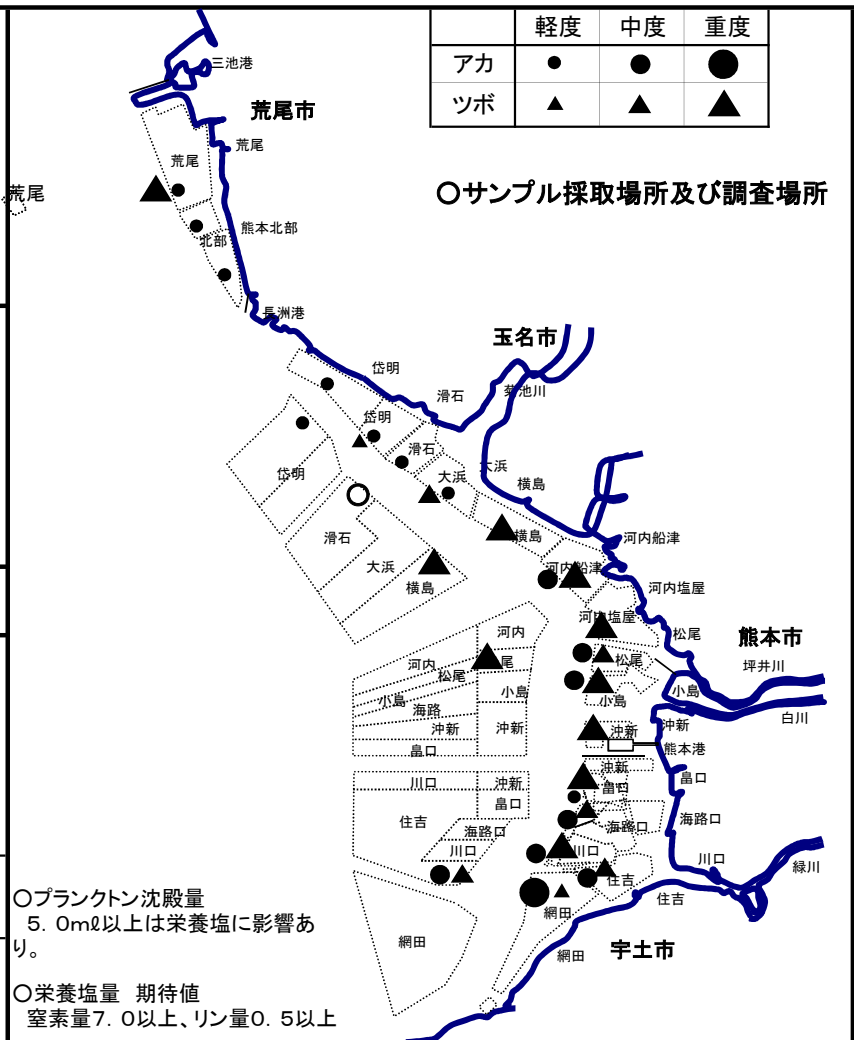 軽度 中度 重度
アカ
ツボ
○サンプル採取場所及び調査場所
三池港
荒尾市
荒尾
荒尾
荒尾
北部
熊本北部
長洲港
玉名市
岱明
滑石
菊池川
岱明
滑石
大浜
大浜
横島
岱明
滑石
大浜
横島
横島
河内船津
河内船津
河内塩屋
河内塩屋
松尾
松尾
熊本市
坪井川
小島
小島
白川
河内
河内
尾
松尾
小島
小島
海路
沖新
沖新
畠口
沖新
沖新
熊本港
沖新
畠口
畠口
川口
沖新
畠口
住吉
海路口
海路口
海路口
川口
川口
川口
緑川
住吉
住吉
網田
網田
網田
宇土市
○プランクトン沈殿量
5.0mℓ以上は栄養塩に影響あ
り。
○栄養塩量 期待値
窒素量7.0以上、リン量0.5以上